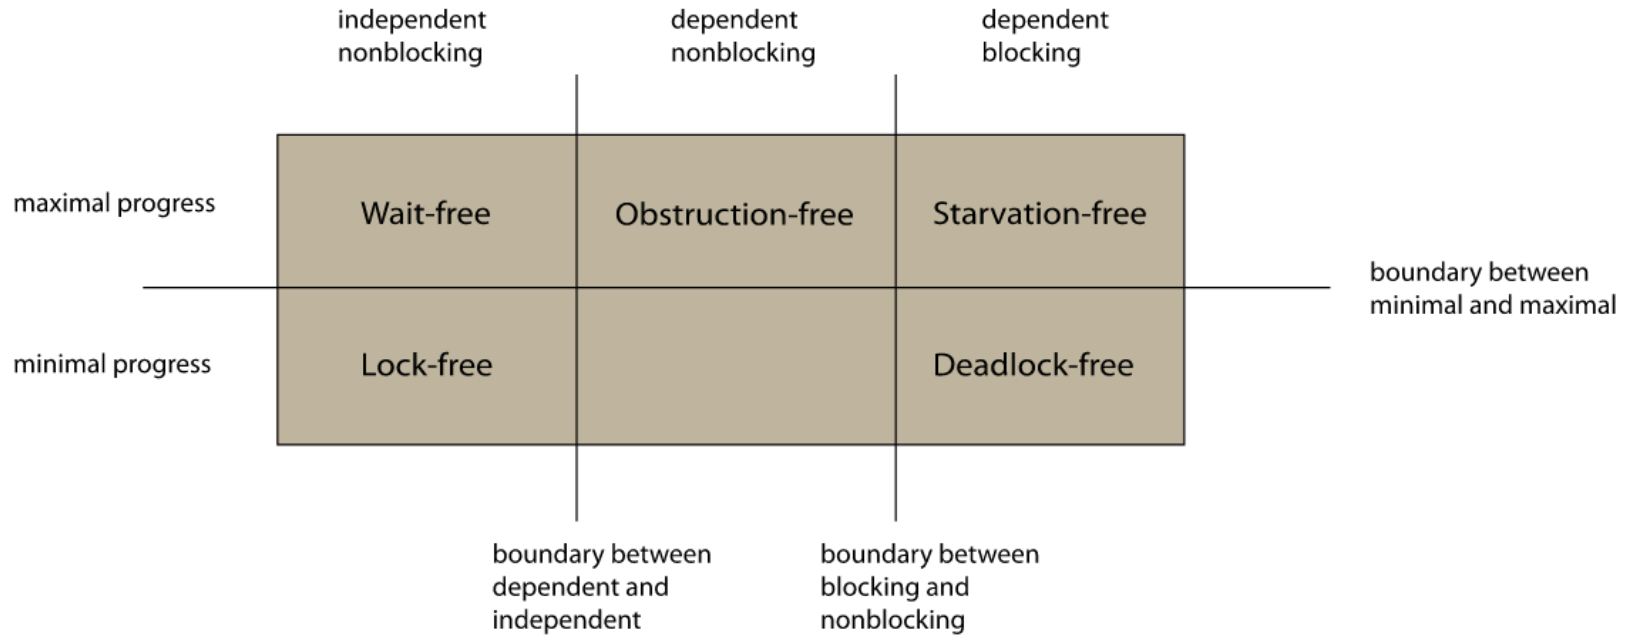 independent
nonblocking
dependent
nonblocking
dependent
blocking
maximal progress
Wait-free
Obstruction-free
Starvation-free
boundary between
minimal and maximal
minimal progress
Lock-free
Deadlock-free
boundary between
dependent and
independent
boundary between
blocking and
nonblocking